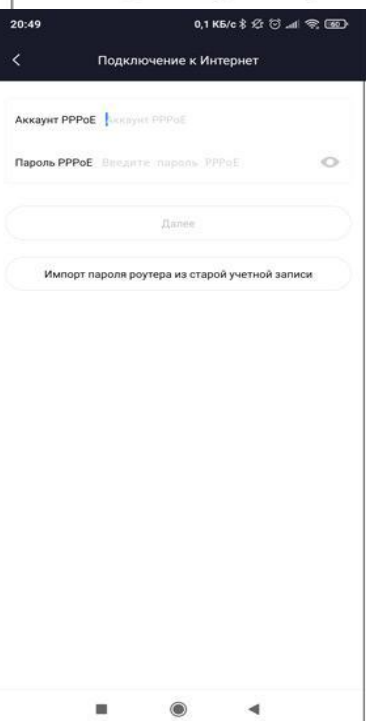 20:49 0,1 КБ/с 60
Подключение к Интернет
Аккаунт PPPoE Аккаунт PPPoE
Пароль PPPoE Введите пароль PPPoE
Далее
Импорт пароля роутера из старой учетной записи